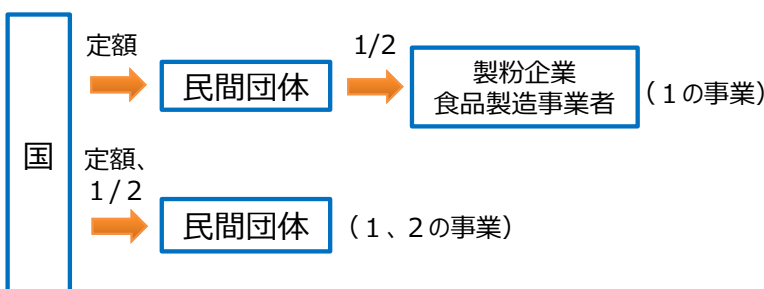 国
定額
民間団体
1/2
製粉企業
食品製造事業者
（１の事業）
定額、
１/２
民間団体
（１、２の事業）